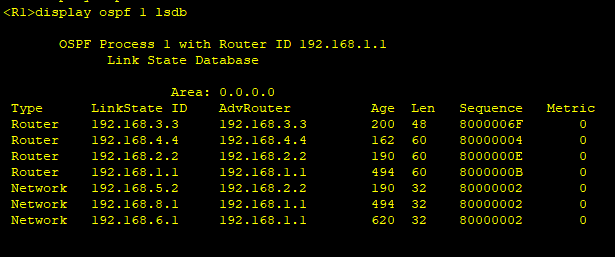 <R1>display ospf 1 lsdb
OSPF Process 1 with Router ID 192.168.1.1
Link State Database
Area: 0.0.0.0
Type LinkState ID AdvRouter Age Len Sequence Metric
Router 192.168.3.3 192.168.3.3 200 48 8000006F 0
Router 192.168.4.4 192.168.4.4 162 60 80000004 0
Router 192.168.2.2 192.168.2.2 190 60 8000000E 0
Router 192.168.1.1 192.168.1.1 494 60 8000000B 0
Network 192.168.5.2 192.168.2.2 190 32 80000002 0
Network 192.168.8.1 192.168.1.1 494 32 80000002 0
Network 192.168.6.1 192.168.1.1 620 32 80000002 0